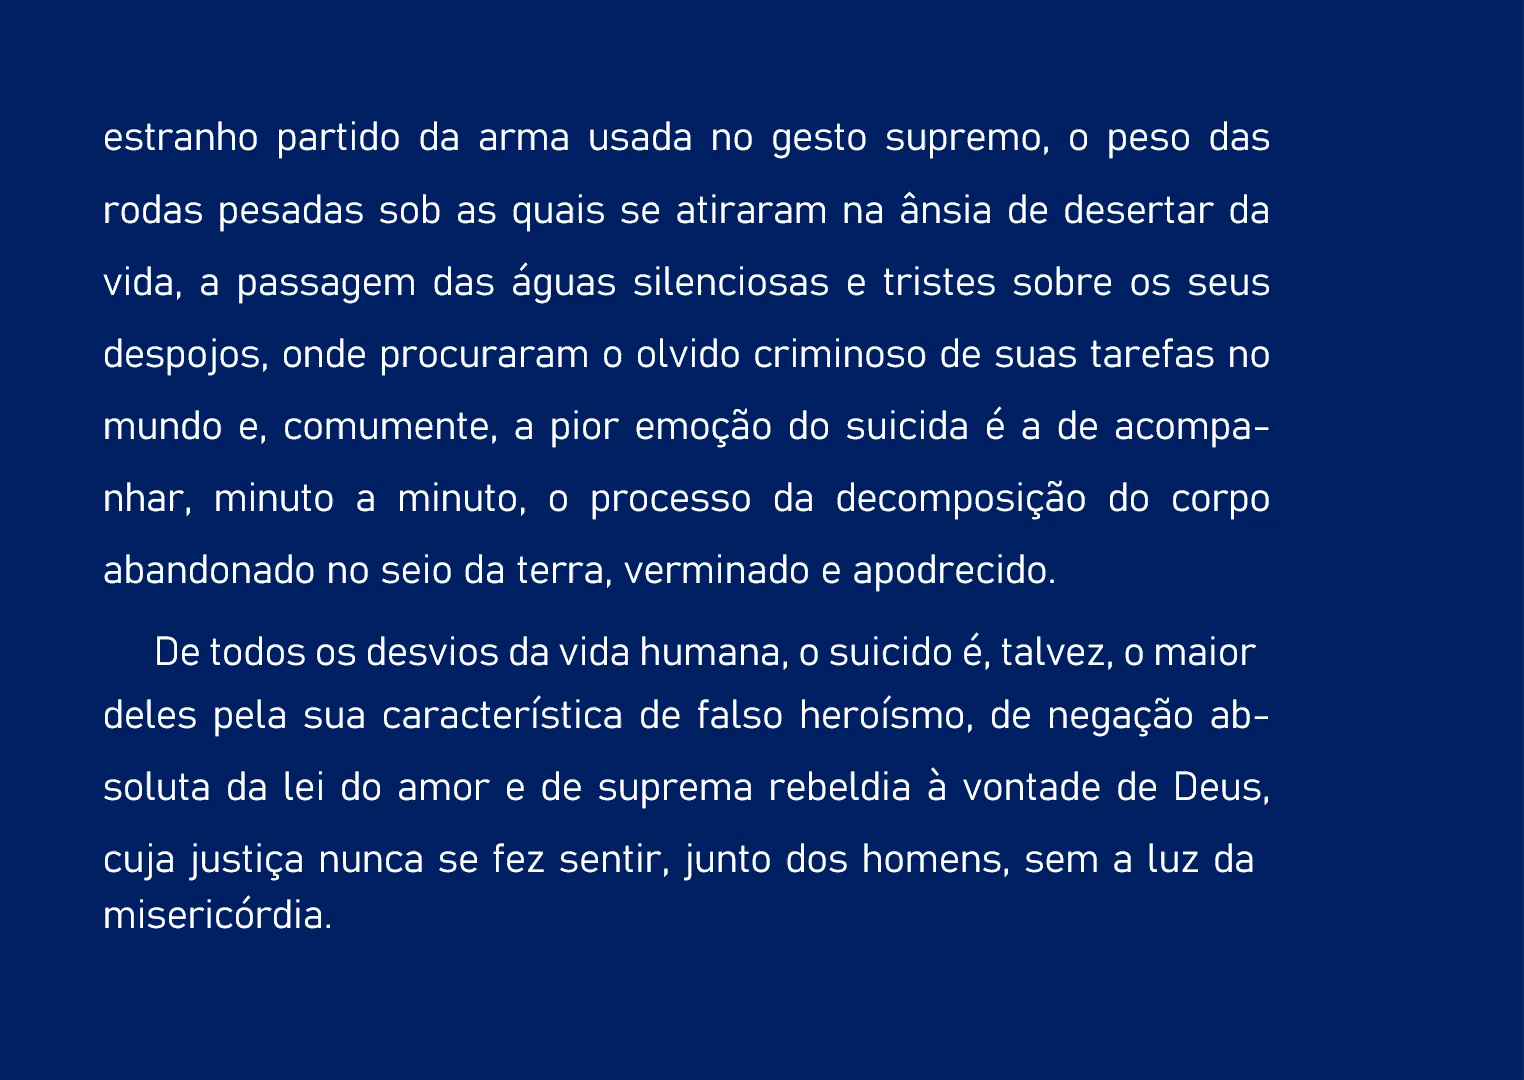 estranho partido da arma usada no gesto supremo, o peso das
rodas pesadas sob as quais se atiraram na ânsia de desertar da
vida, a passagem das águas silenciosas e tristes sobre os seus
despojos, onde procuraram o olvido criminoso de suas tarefas no
mundo e, comumente, a pior emoção do suicida é a de acompa-
nhar, minuto a minuto, o processo da decomposição do corpo
abandonado no seio da terra, verminado e apodrecido.
De todos os desvios da vida humana, o suicido é, talvez, o maior
deles pela sua característica de falso heroísmo, de negação ab-
soluta da lei do amor e de suprema rebeldia à vontade de Deus,
cuja justiça nunca se fez sentir, junto dos homens, sem a luz da
misericórdia.